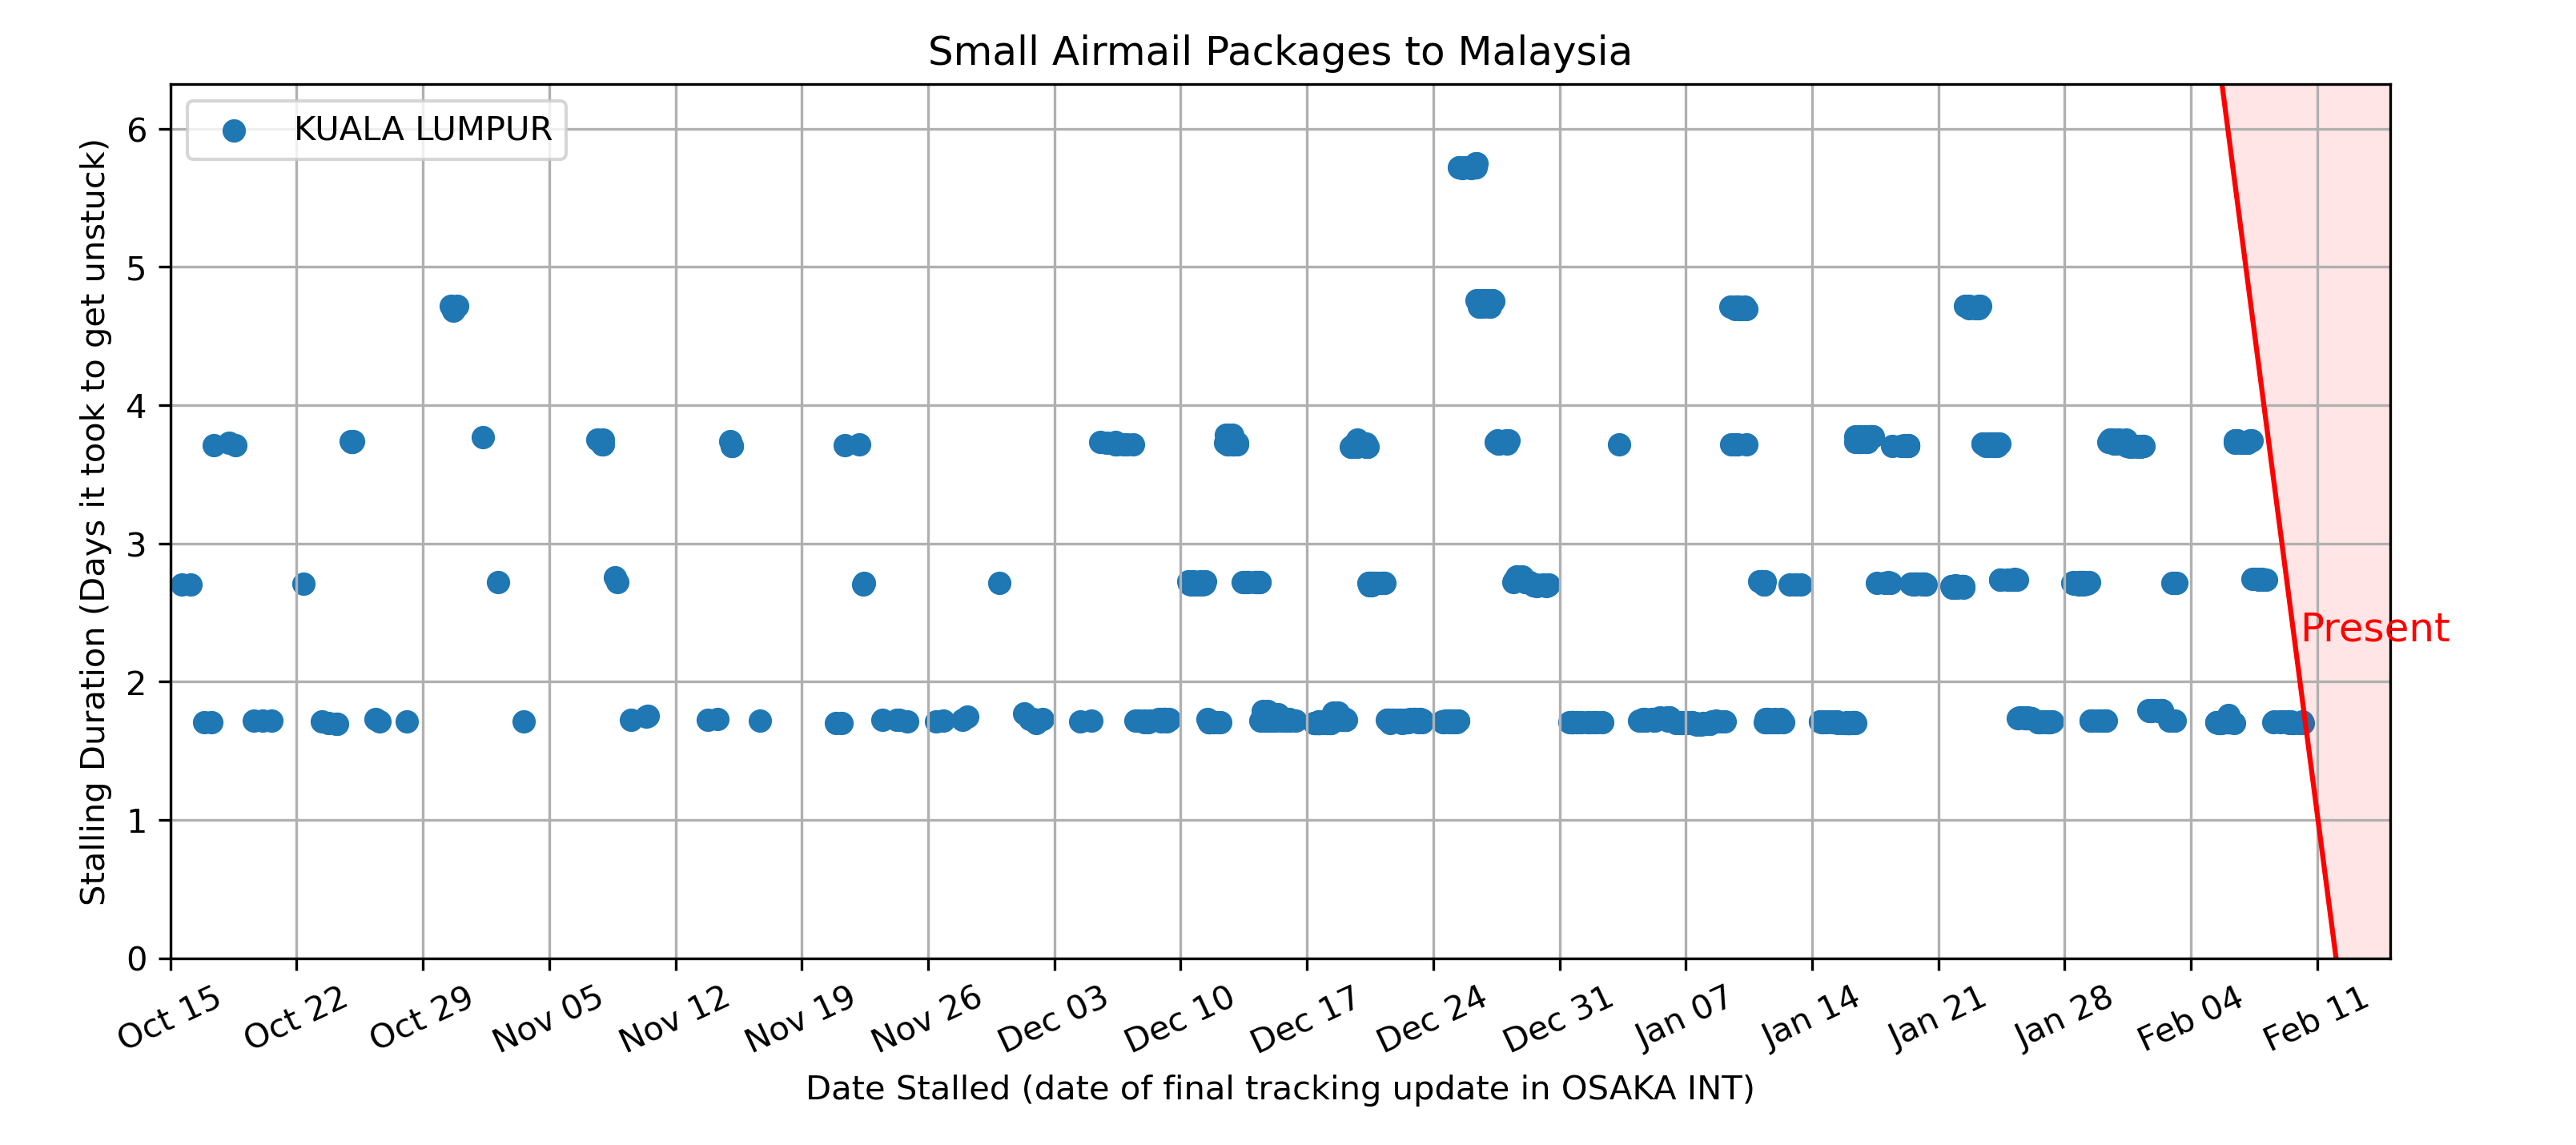 Small Airmail Packages to Malaysia
KUALA LUMPUR
Stalling Duration (Days it took to get unstuck)
6
5
4
3
2
1
0
Present
Oct 15
Oct 22
Oct 29
Nov 05
Nov 12
Nov 19
Nov 26
Dec 03
Dec 10
Dec 17
Dec 24
Dec 31
Jan 07
Jan 14
Jan 21
Jan 28
Feb 04
Feb 11
Date Stalled (date of final tracking update in OSAKA INT)